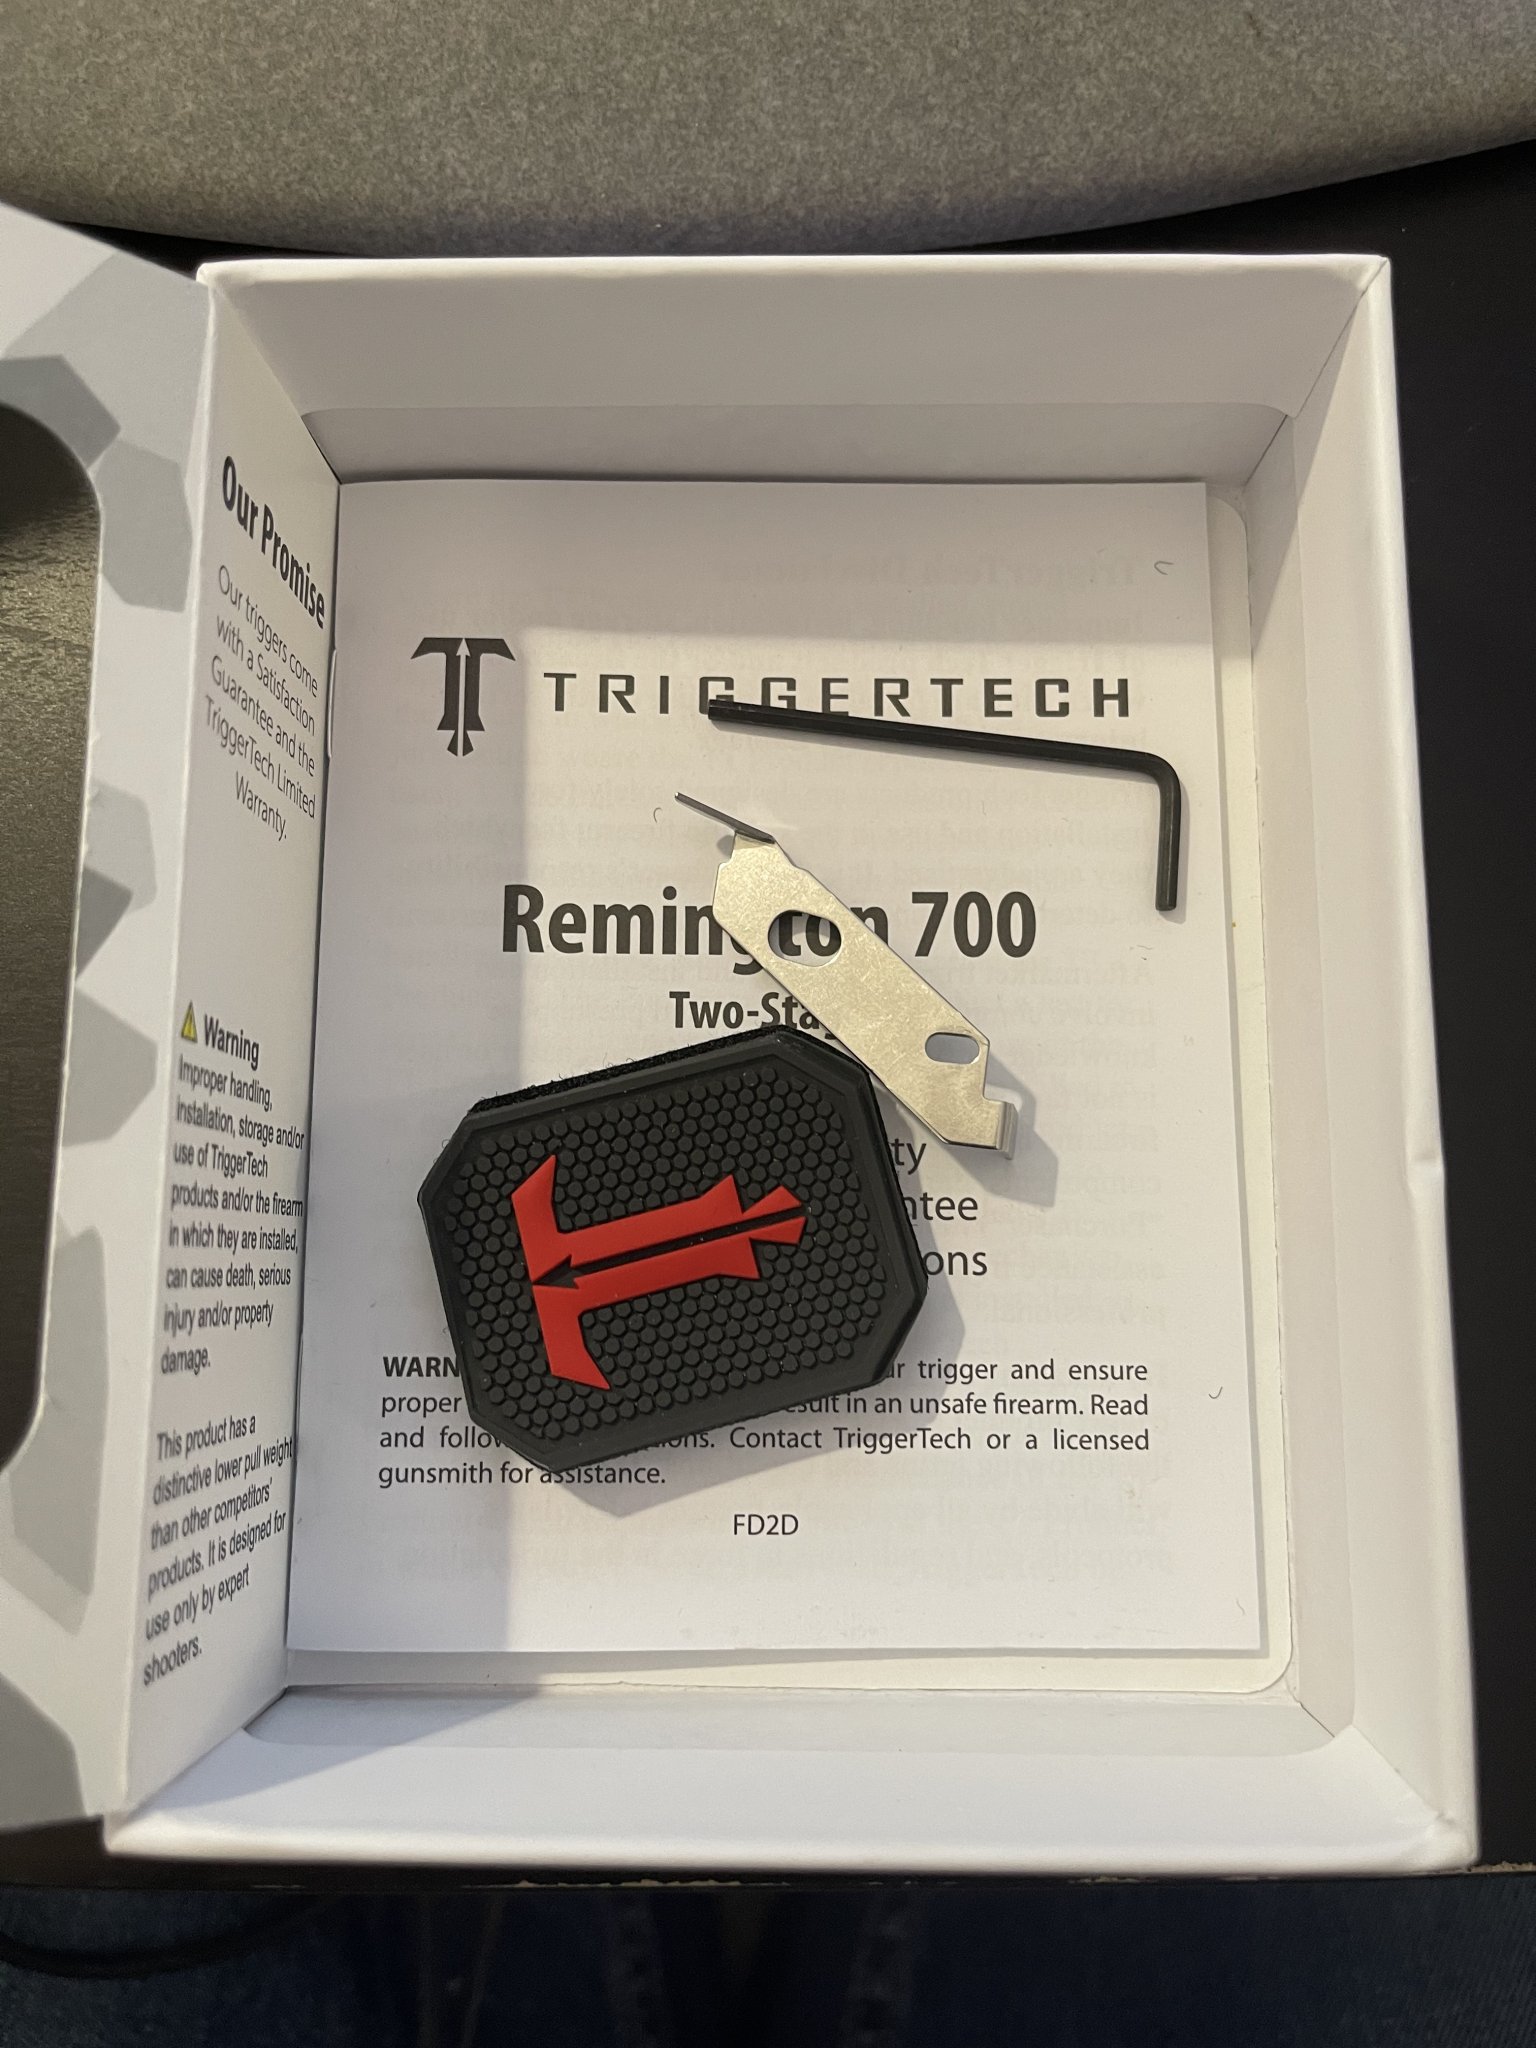 Our Promise
Our triggers come
with a Satisfaction
Guarantee and the
TriggerTech Limited
Warranty.
Warning
Improper handling,
installation, storage and/or
use of TriggerTech
products and/or the firearm
in which they are installed,
can cause death, serious
injury and/or property
damage.
This product has a
distinctive lower pull weight
than other competitors'
products. It is designed for
use only by expert
shooters.
TRIGGERTECH
Remington 700
Two-Stag
ty
ntee
ons
WARN r trigger and ensure
proper esult in an unsafe firearm. Read
and follow ons. Contact TriggerTech or a licensed
gunsmith for assistance.
FD2D